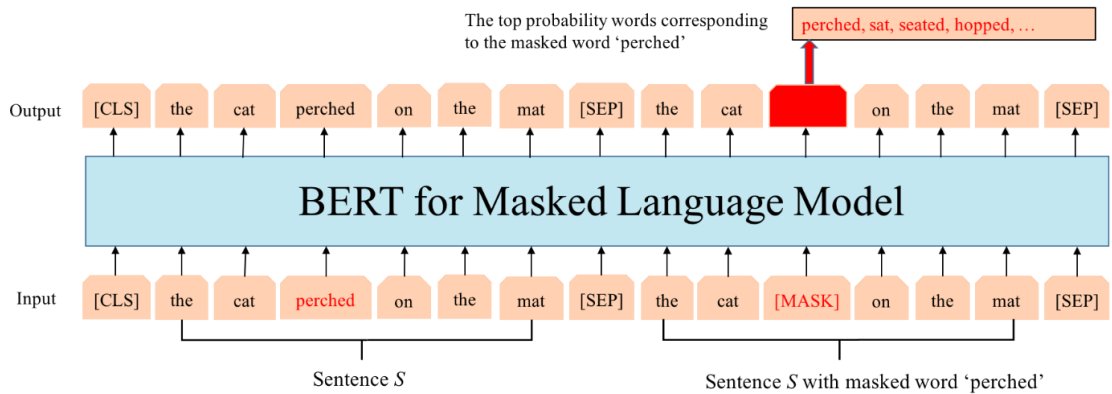 The top probability words corresponding
to the masked word ‘perched’
perched, sat, seated, hopped, …
Output [CLS] the cat perched on the mat [SEP] the cat on the mat [SEP]
BERT for Masked Language Model
Input [CLS] the cat perched on the mat [SEP] the cat [MASK] on the mat [SEP]
Sentence S
Sentence S with masked word ‘perched’